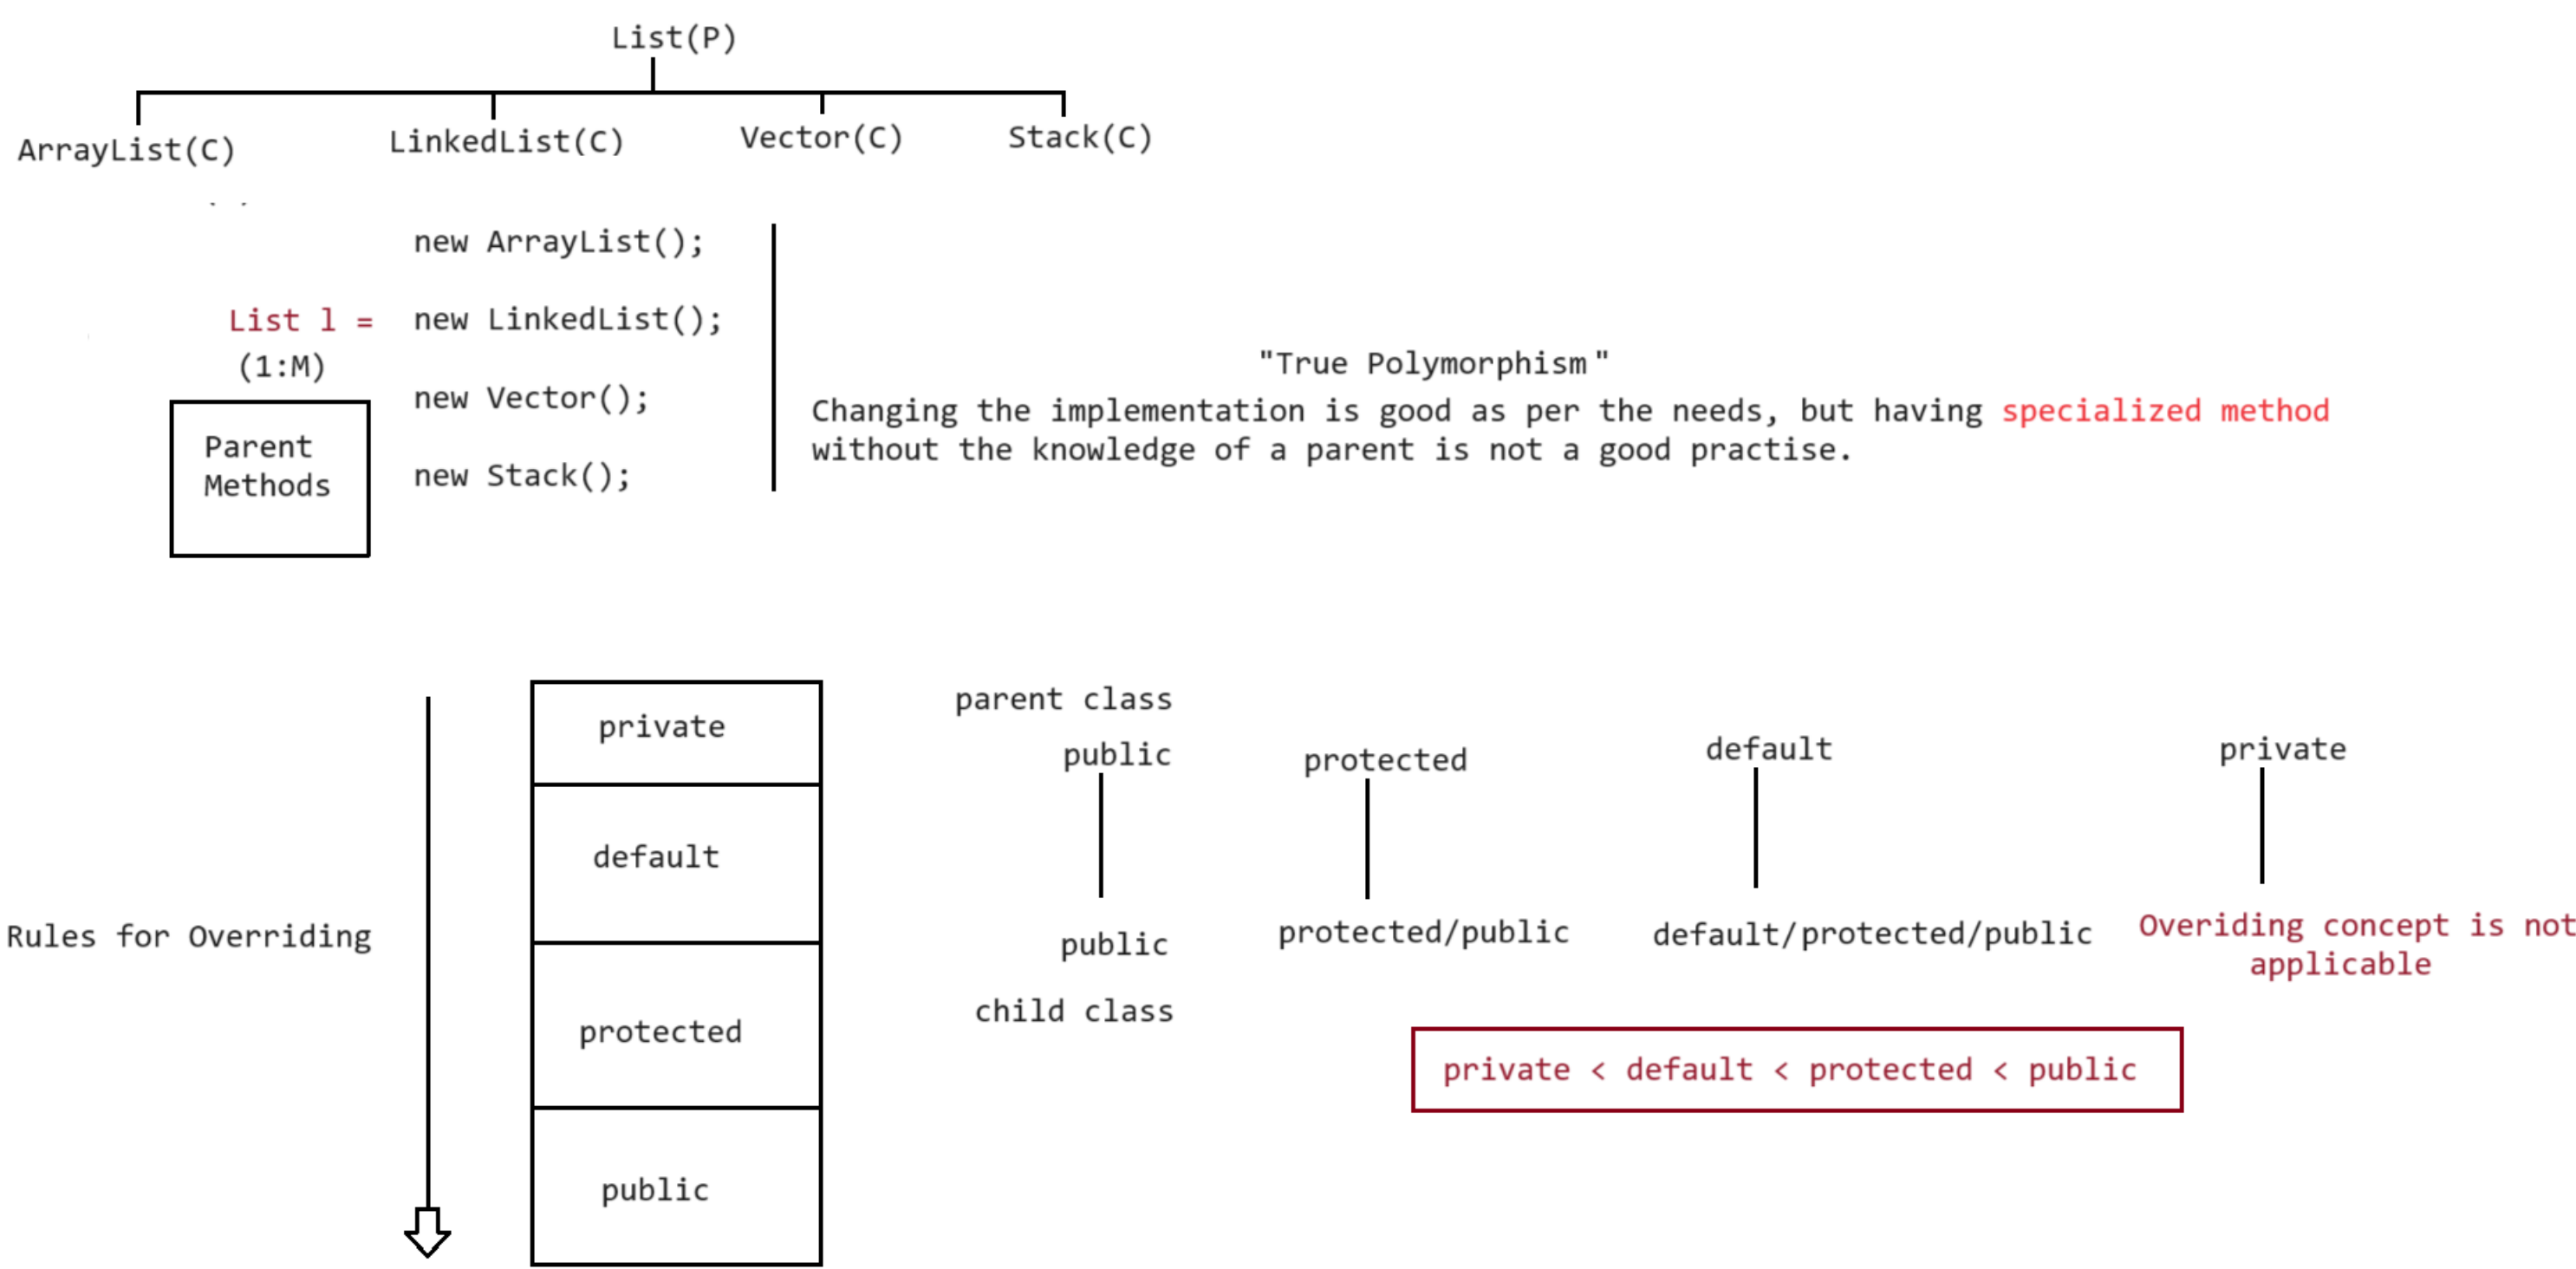 List(P)
ArrayList(C) LinkedList(C) Vector(C) Stack(C)
new ArrayList();
List l = new LinkedList();
(1:M)
new Vector();
new Stack();
Parent
Methods
"True Polymorphism"
Changing the implementation is good as per the needs, but having specialized method
without the knowledge of a parent is not a good practise.
Rules for Overriding
private
default
protected
public
parent class
public protected default private
public protected/public default/protected/public Overiding concept is not
applicable
child class
private < default < protected < public